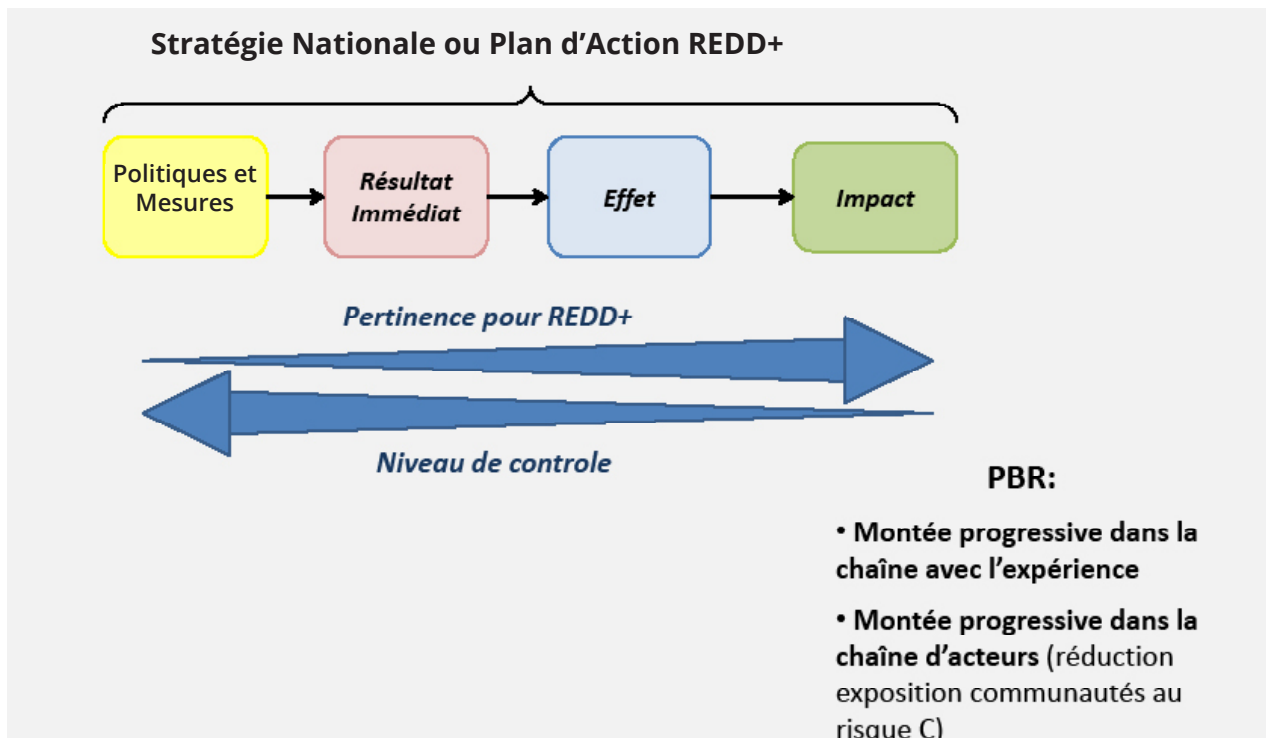 Stratégie Nationale ou Plan d’Action REDD+
Politiques et
Mesures
Résultat
Immédiat
Effet
Impact
Pertinence pour REDD+
Niveau de controle
PBR:
• Montée progressive dans la
chaîne avec l’expérience
• Montée progressive dans la
chaîne d’acteurs (réduction
exposition communautés au
risque C)